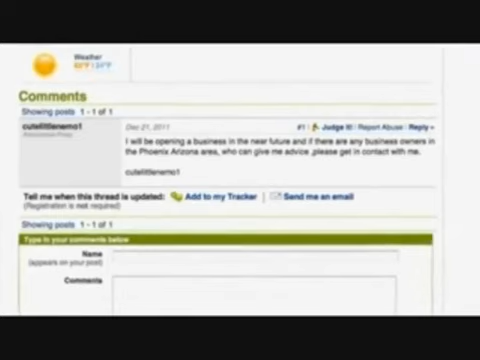 Weather
Comments
Showing posts 1 - 1 of 1
cutelittlenemo1
Dec 21, 2011
#1 | Judge it! | Report Abuse | Reply »
I will be opening a business in the near future and if there are any business owners in
the Phoenix Arizona area, who can give me advice ,please get in contact with me.
cutelittlenemo1
Tell me when this thread is updated: Add to my Tracker | Send me an email
(Registration is not required)
Showing posts 1 - 1 of 1
Type in your comments below
Name
(appears on your post)
Comments